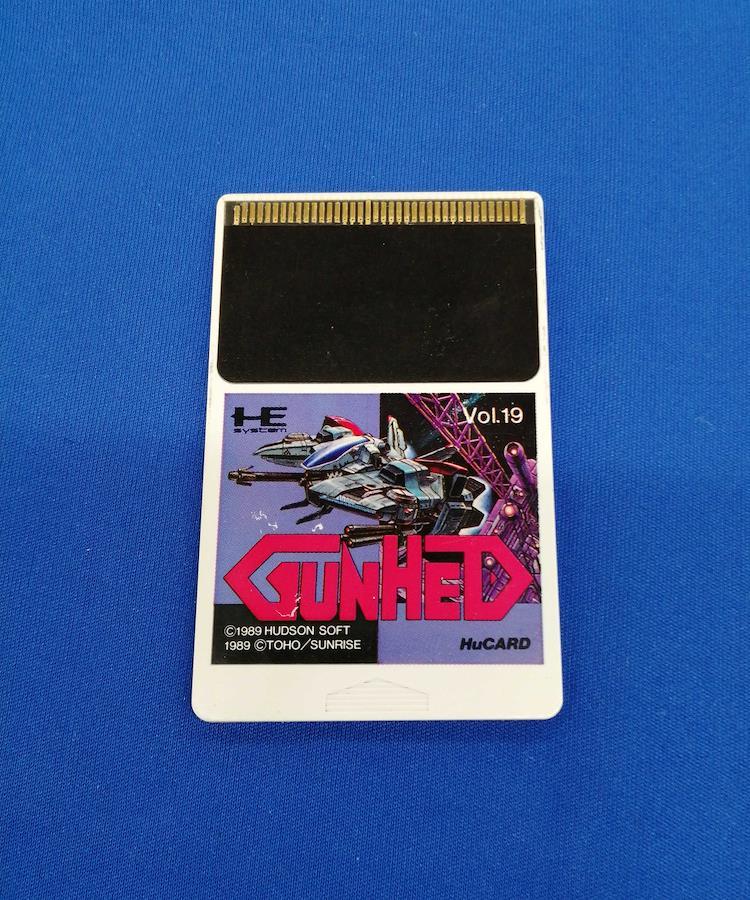 HE
system
Vol.19
GUNHED
©1989 HUDSON SOFT
1989 ©TOHO/SUNRISE
HuCARD